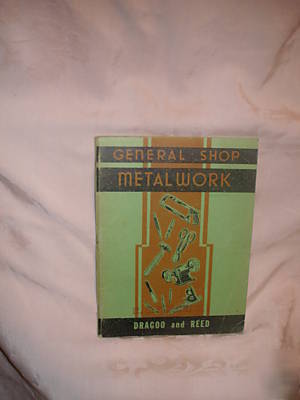 GENERAL SHOP
METALWORK
DRAGOO and REED